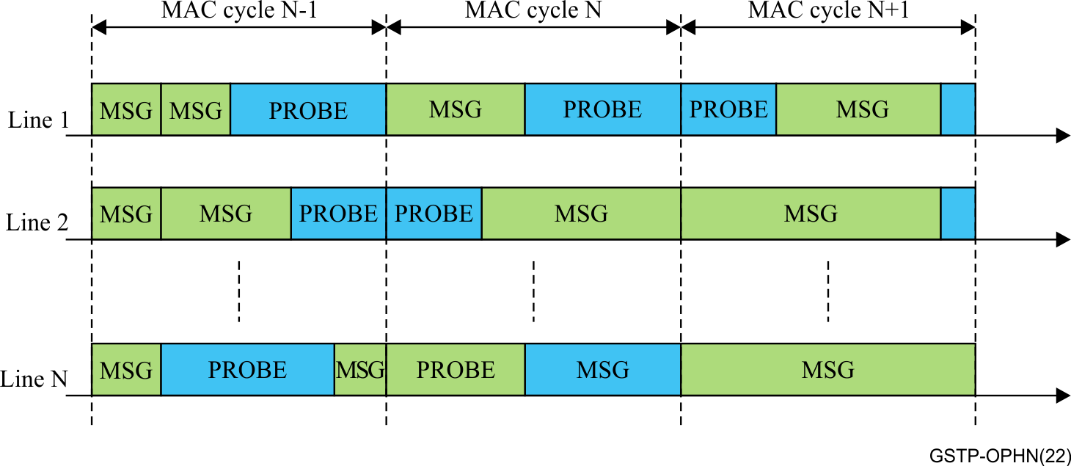 MAC cycle N-1 MAC cycle N MAC cycle N+1
Line 1 MSG MSG PROBE MSG PROBE PROBE MSG
Line 2 MSG MSG PROBE PROBE MSG MSG
Line N MSG PROBE MSG PROBE MSG MSG
GSTP-OPHN(22)